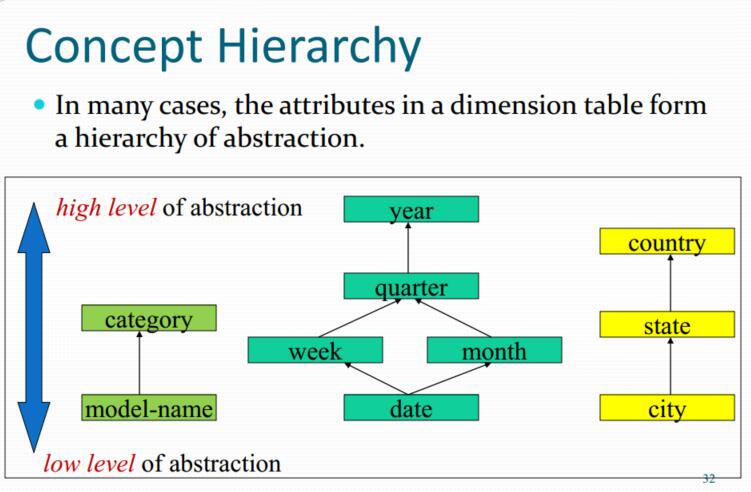 Concept Hierarchy
• In many cases, the attributes in a dimension table form
a hierarchy of abstraction.
high level of abstraction
year
country
quarter
category
state
week
month
model-name
date
city
low level of abstraction
32